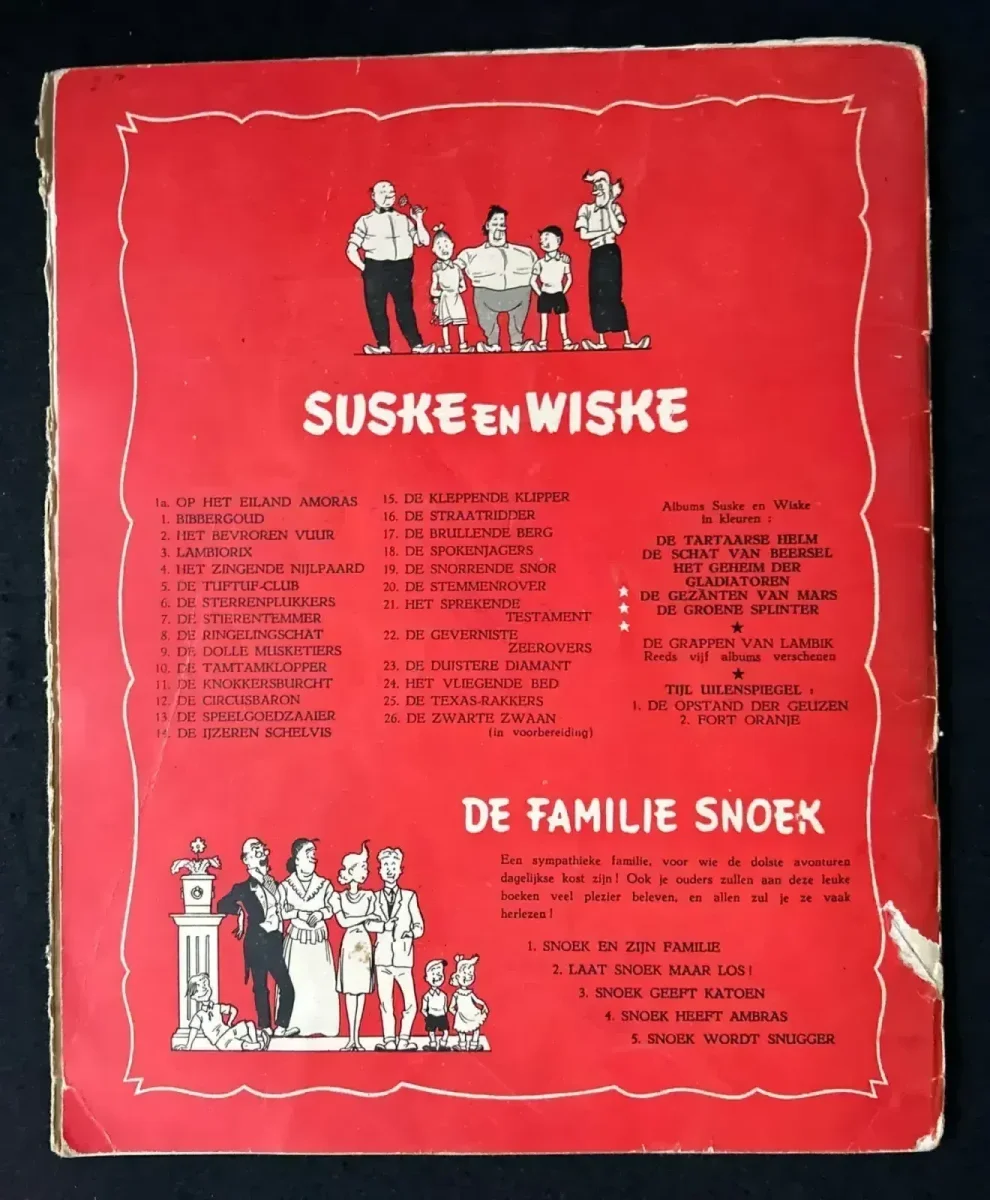 SUSKE EN WISKE
1a. OP HET EILAND AMORAS
1. BIBBERGOUD
2. HET BEVROREN VUUR
3. LAMBIORIX
4. HET ZINGENDE NIJLPAARD
5. DE TUFTUF-CLUB
6. DE STERRENPLUKKERS
7. DE STIERENTEMMER
8. DE RINGELINGSCHAT
9. DE DOLLE MUSKETIERS
10. DE TAMTAMKLOPPER
11. DE KNOKKERSBURCHT
12. DE CIRCUSBARON
13. DE SPEELGOEDZAAIER
14. DE IJZEREN SCHELVIS
15. DE KLEPPENDE KLIPPER
16. DE STRAATRIDDER
17. DE BRULLENDE BERG
18. DE SPOKENJAGERS
19. DE SNORRENDE SNOR
20. DE STEMMENROVER
21. HET SPREKENDE
TESTAMENT
22. DE GEVERNISTE
ZEEROVERS
23. DE DUISTERE DIAMANT
24. HET VLIEGENDE BED
25. DE TEXAS-RAKKERS
26. DE ZWARTE ZWAAN
(in voorbereiding)
Albums Suske en Wiske
in kleuren :
DE TARTAARSE HELM
DE SCHAT VAN BEERSEL
HET GEHEIM DER
GLADIATOREN
DE GEZANTEN VAN MARS
DE GROENE SPLINTER
DE GRAPPEN VAN LAMBIK
Reeds vijf albums verschenen
TIJL UILENSPIEGEL :
1. DE OPSTAND DER GEUZEN
2. FORT ORANJE
DE FAMILIE SNOEK
Een sympathieke familie, voor wie de dolste avonturen
dagelijkse kost zijn ! Ook je ouders zullen aan deze leuke
boeken veel plezier beleven, en allen zul je ze vaak
herlezen !
1. SNOEK EN ZIJN FAMILIE
2. LAAT SNOEK MAAR LOS !
3. SNOEK GEEFT KATOEN
4. SNOEK HEEFT AMBRAS
5. SNOEK WORDT SNUGGER